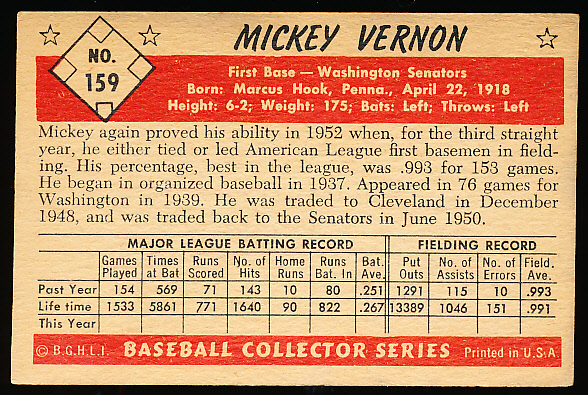 NO.
159
MICKEY VERNON
First Base — Washington Senators
Born: Marcus Hook, Penna., April 22, 1918
Height: 6-2; Weight: 175; Bats: Left; Throws: Left
Mickey again proved his ability in 1952 when, for the third straight
year, he either tied or led American League first basemen in field-
ing. His percentage, best in the league, was .993 for 153 games.
He began in organized baseball in 1937. Appeared in 76 games for
Washington in 1939. He was traded to Cleveland in December
1948, and was traded back to the Senators in June 1950.
MAJOR LEAGUE BATTING RECORD FIELDING RECORD
Games Times Runs No. of Home Runs Bat. Put No. of No. of Field.
Played at Bat Scored Hits Runs Bat. In Ave. Outs Assists Errors Ave.
Past Year 154 569 71 143 10 80 .251 1291 115 10 .993
Life time 1533 5861 771 1640 90 822 .267 13389 1046 151 .991
This Year
© B.G.H.L.I. BASEBALL COLLECTOR SERIES Printed in U.S.A